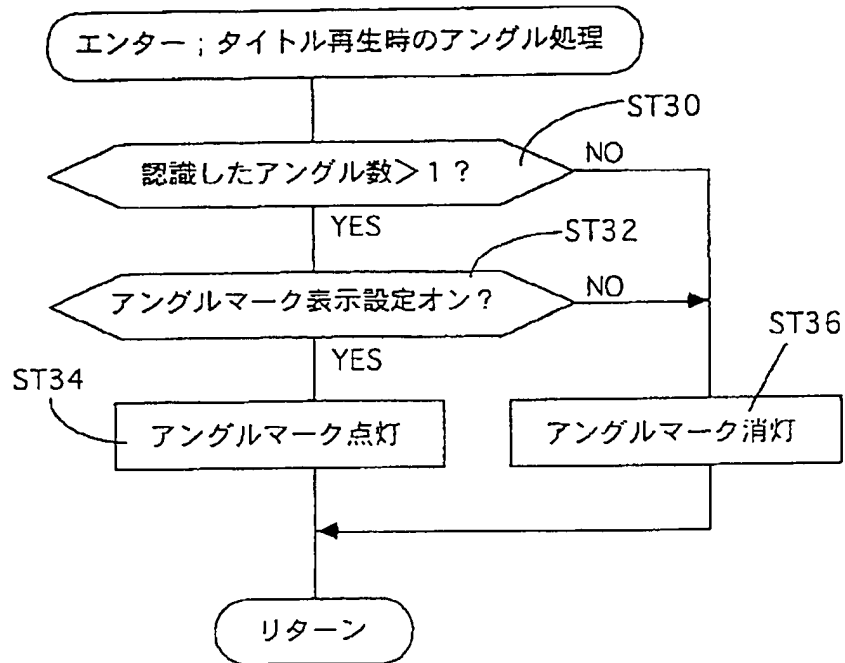 エンター；タイトル再生時のアングル処理
ST30
認識したアングル数＞１？
NO
YES
ST32
アングルマーク表示設定オン？
NO
YES
ST36
ST34
アングルマーク点灯
アングルマーク消灯
リターン